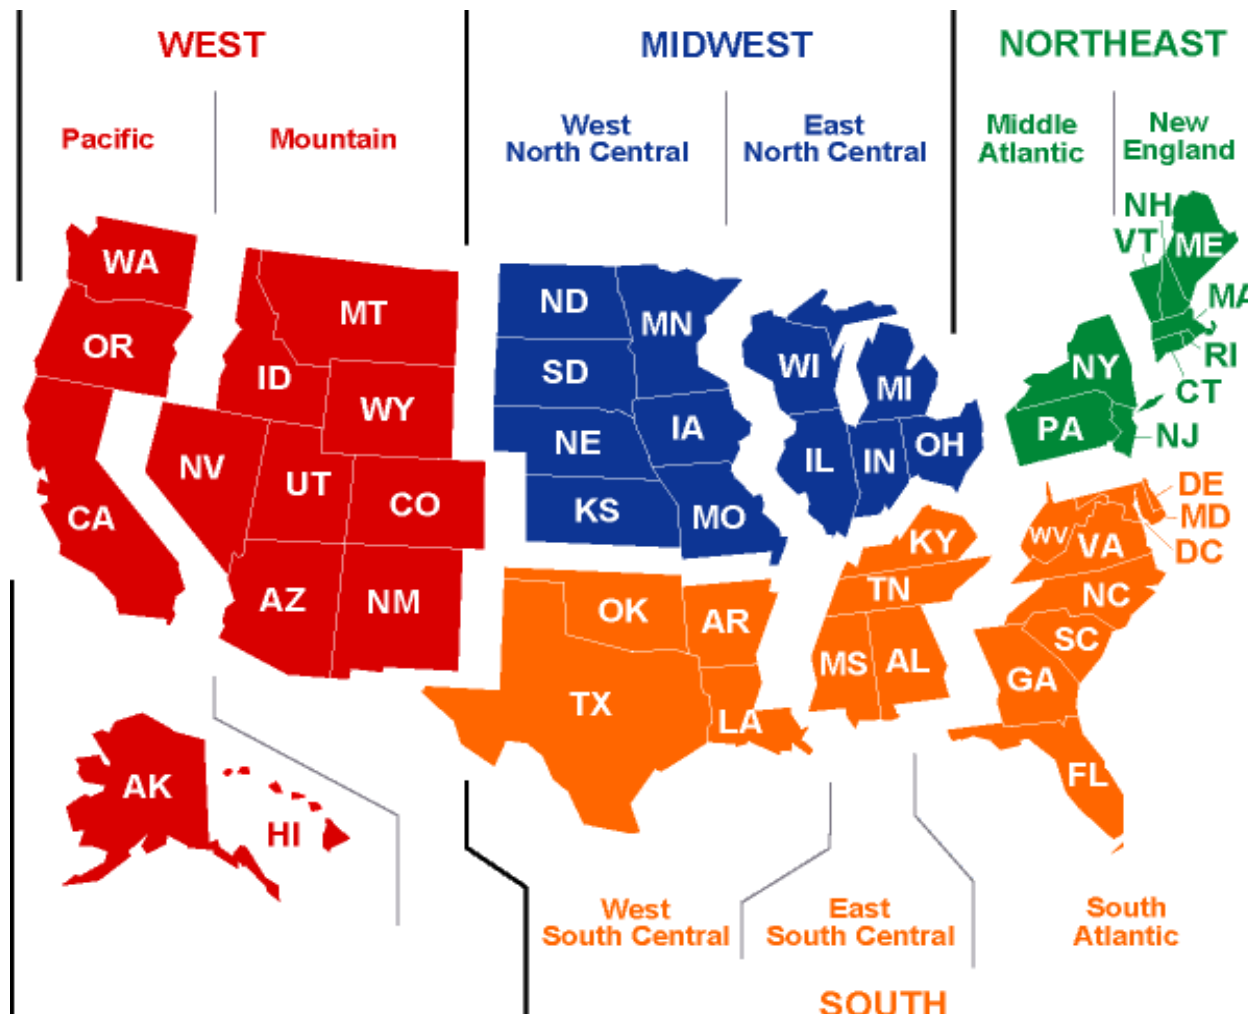 WEST
MIDWEST
NORTHEAST
Pacific
Mountain
West
North Central
East
North Central
Middle
Atlantic
New
England
NH
VT
ME
MA
RI
CT
NJ
NY
PA
WA
OR
CA
MT
ID
WY
NV
UT
CO
AZ
NM
AK
HI
ND
SD
NE
KS
MN
IA
MO
WI
MI
IL
IN
OH
DE
MD
DC
WV
VA
NC
SC
GA
FL
KY
TN
MS
AL
OK
AR
TX
LA
West
South Central
East
South Central
South
Atlantic
SOUTH